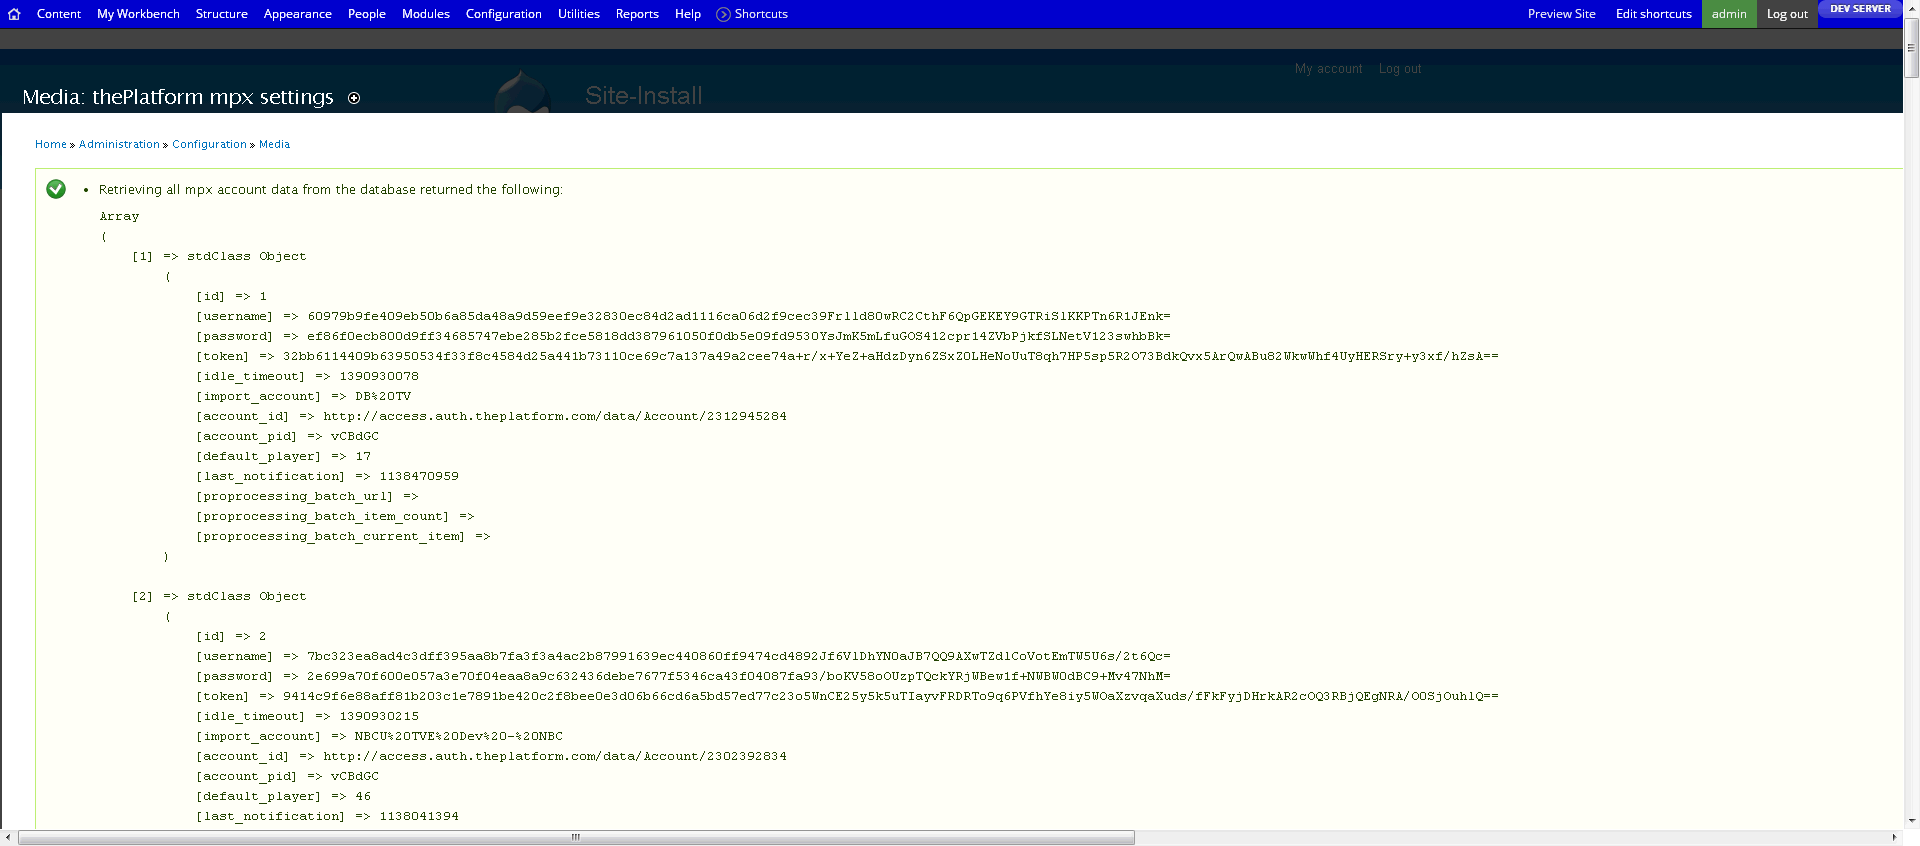 Content My Workbench Structure Appearance People Modules Configuration Utilities Reports Help Shortcuts Preview Site Edit shortcuts admin Log out DEV SERVER
My account Log out
Media: thePlatform mpx settings Site-Install
Home » Administration » Configuration » Media
• Retrieving all mpx account data from the database returned the following:
Array
(
[1] => stdClass Object
(
[id] => 1
[username] => 60979b9fe409eb50b6a85da48a9d59eef9e32830ec84d2ad1116ca06d2f9cec39Frlld80wRC2CthF6QpGEKEY9GTRiSlKKPTn6R1JEnk=
[password] => ef86f0ecb800d9ff34685747ebe285b2fce5818dd387961050f0db5e09fd9530YsJmK5mLfuGOS412cpr14ZVbPjkfSLNetV123swhbBk=
[token] => 32bb6114409b63950534f33f8c4584d25a441b73110ce69c7a137a49a2cee74a+r/x+YeZ+aHdzDyn6ZSxZ0LHeNoUuT8qh7HP5sp5R2O73BdkQvx5ArQwABu82WkwWhf4UyHERSry+y3xf/hZsA==
[idle_timeout] => 1390930078
[import_account] => DB%20TV
[account_id] => http://access.auth.theplatform.com/data/Account/2312945284
[account_pid] => vCBdGC
[default_player] => 17
[last_notification] => 1138470959
[proprocessing_batch_url] =>
[proprocessing_batch_item_count] =>
[proprocessing_batch_current_item] =>
)
[2] => stdClass Object
(
[id] => 2
[username] => 7bc323ea8ad4c3dff395aa8b7fa3f3a4ac2b87991639ec440860ff9474cd4892Jf6VlDhYN0aJB7QQ9AXwTZdlCoVotEmTW5U6s/2t6Qc=
[password] => 2e699a70f600e057a3e70f04eaa8a9c632436debe7677f5346ca43f04087fa93/boKV58oOUzpTQckYRjWBew1f+NWBW0dBC9+Mv47NhM=
[token] => 9414c9f6e88aff81b203c1e7891be420c2f8bee0e3d06b66cd6a5bd57ed77c23o5WnCE25y5k5uTIayvFRDRTo9q6PVfhYe8iy5WOaXzvqaXuds/fFkFyjDHrkAR2cOQ3RBjQEgNRA/O0SjOuhlQ==
[idle_timeout] => 1390930215
[import_account] => NBCU%20TVE%20Dev%20-%20NBC
[account_id] => http://access.auth.theplatform.com/data/Account/2302392834
[account_pid] => vCBdGC
[default_player] => 46
[last_notification] => 1138041394